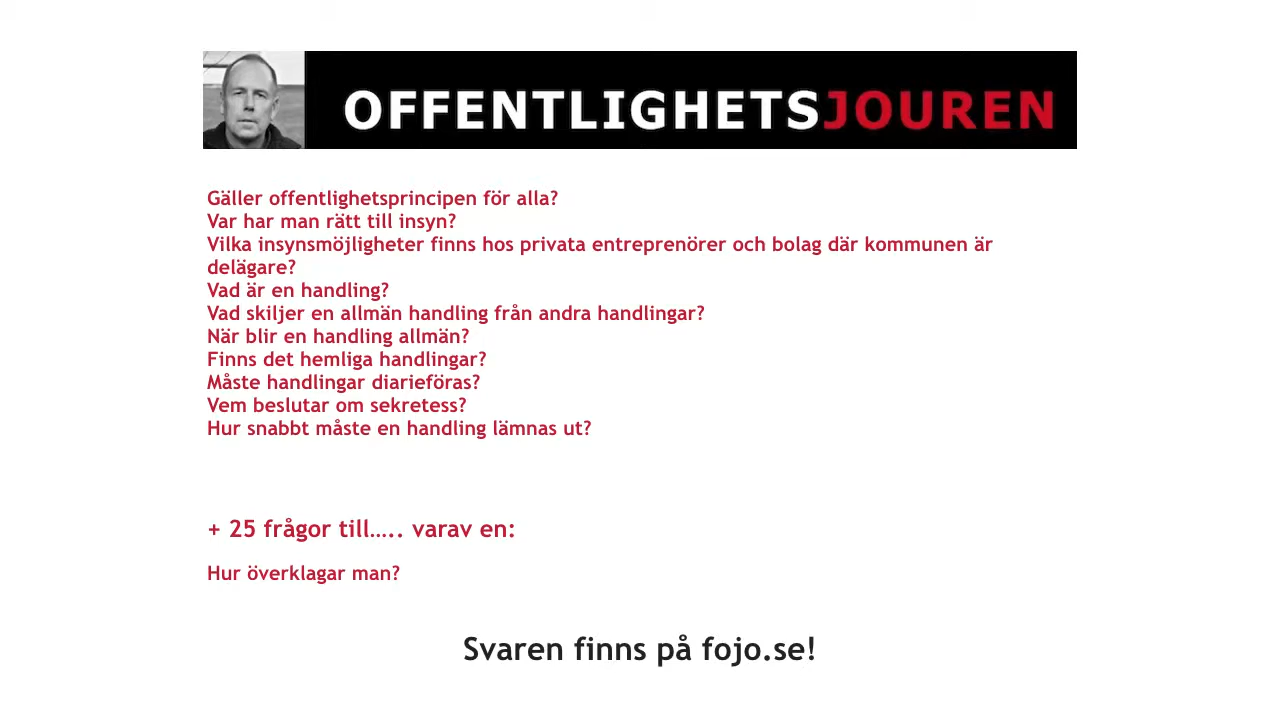 OFFENTLIGHETSJOUREN
Gäller offentlighetsprincipen för alla?
Var har man rätt till insyn?
Vilka insynsmöjligheter finns hos privata entreprenörer och bolag där kommunen är
delägare?
Vad är en handling?
Vad skiljer en allmän handling från andra handlingar?
När blir en handling allmän?
Finns det hemliga handlingar?
Måste handlingar diarieföras?
Vem beslutar om sekretess?
Hur snabbt måste en handling lämnas ut?
+ 25 frågor till….. varav en:
Hur överklagar man?
Svaren finns på fojo.se!